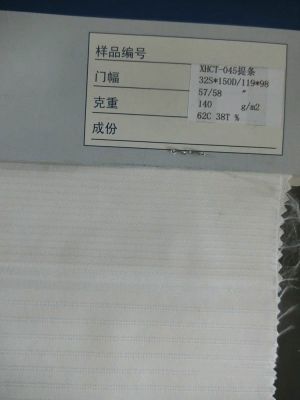 样品编号 XHCT-045提条
32S*150D/119*98
门幅 57/58 "
克重 140 g/m2
成份 62C 38T %